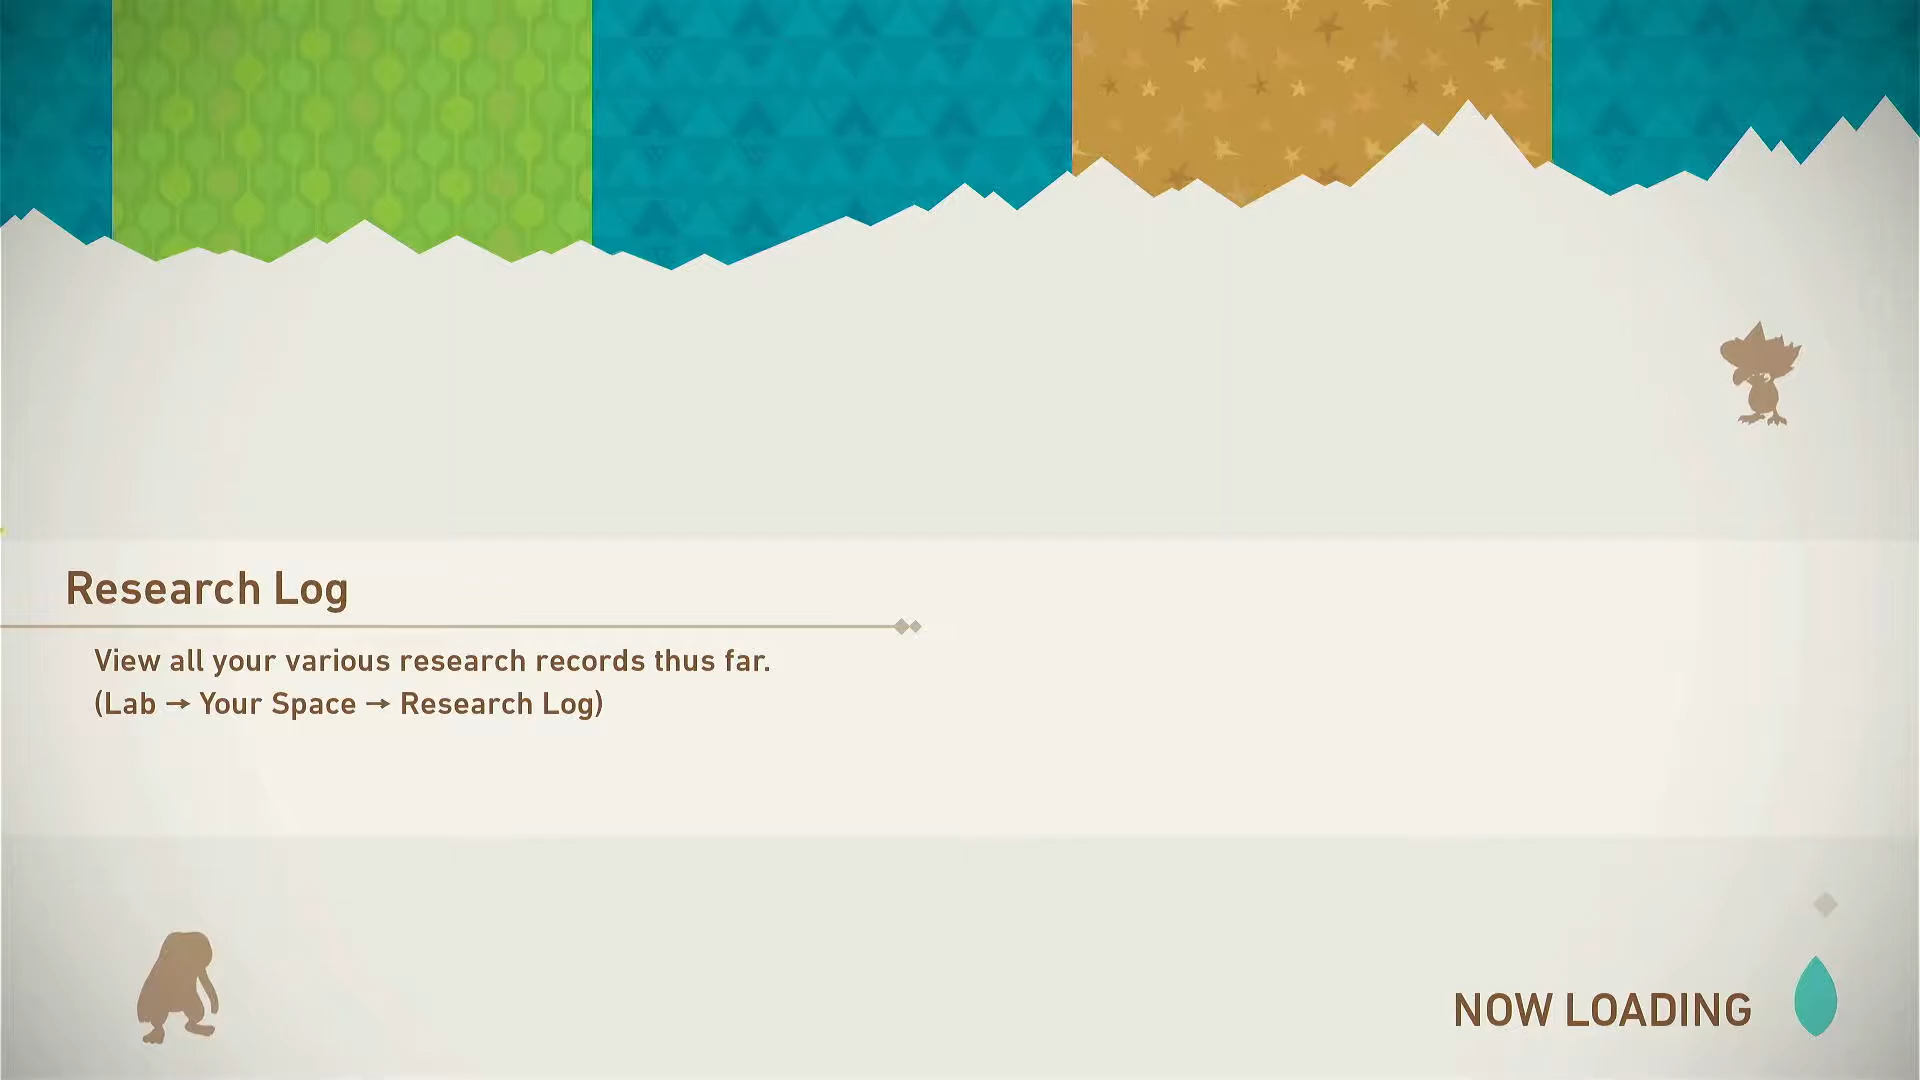 Research Log
View all your various research records thus far.
(Lab → Your Space → Research Log)
NOW LOADING